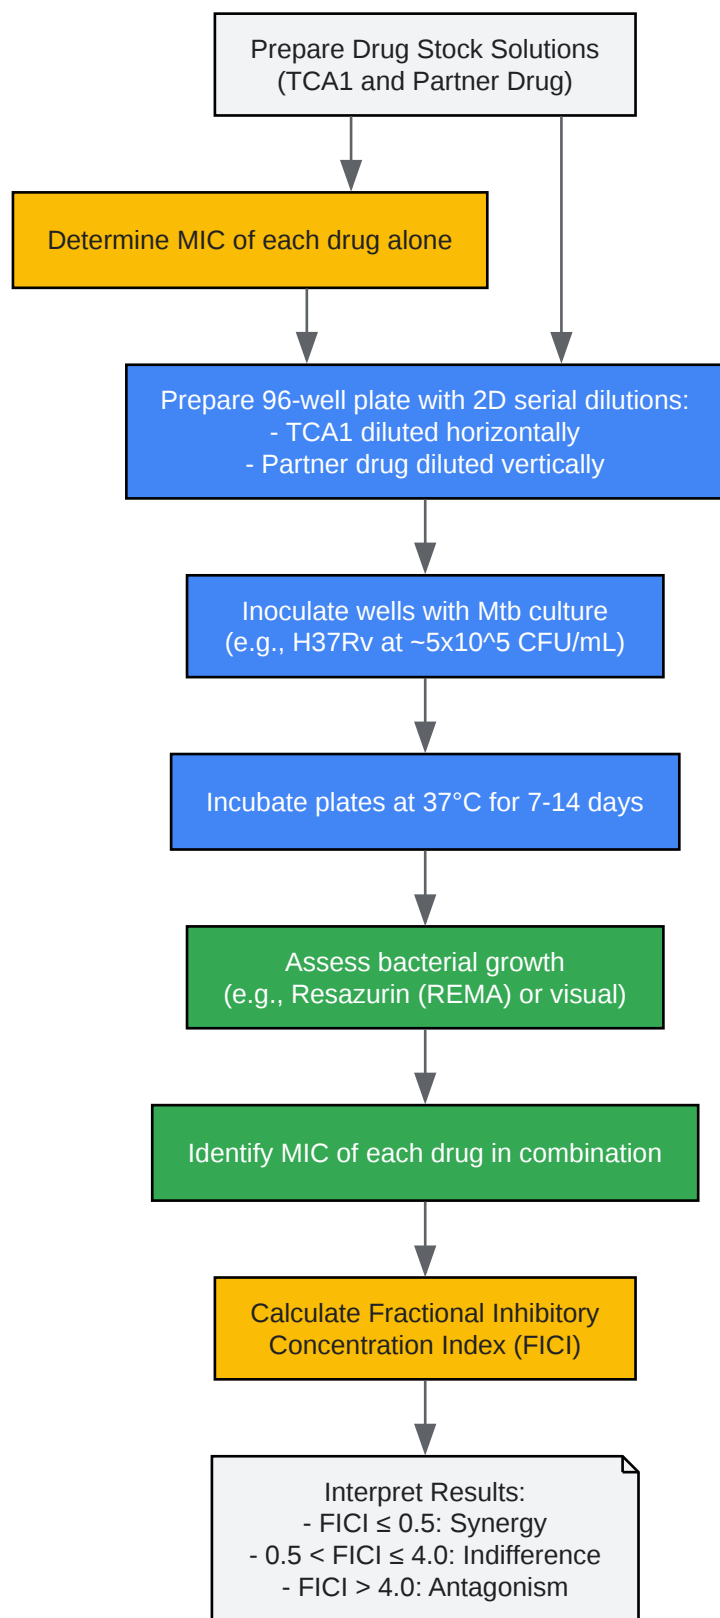 Prepare Drug Stock Solutions
(TCA1 and Partner Drug)
Determine MIC of each drug alone
Prepare 96-well plate with 2D serial dilutions:
- TCA1 diluted horizontally
- Partner drug diluted vertically
Inoculate wells with Mtb culture
(e.g., H37Rv at ~5x10^5 CFU/mL)
Incubate plates at 37°C for 7-14 days
Assess bacterial growth
(e.g., Resazurin (REMA) or visual)
Identify MIC of each drug in combination
Calculate Fractional Inhibitory
Concentration Index (FICI)
Interpret Results:
- FICI ≤ 0.5: Synergy
- 0.5 < FICI ≤ 4.0: Indifference
- FICI > 4.0: Antagonism